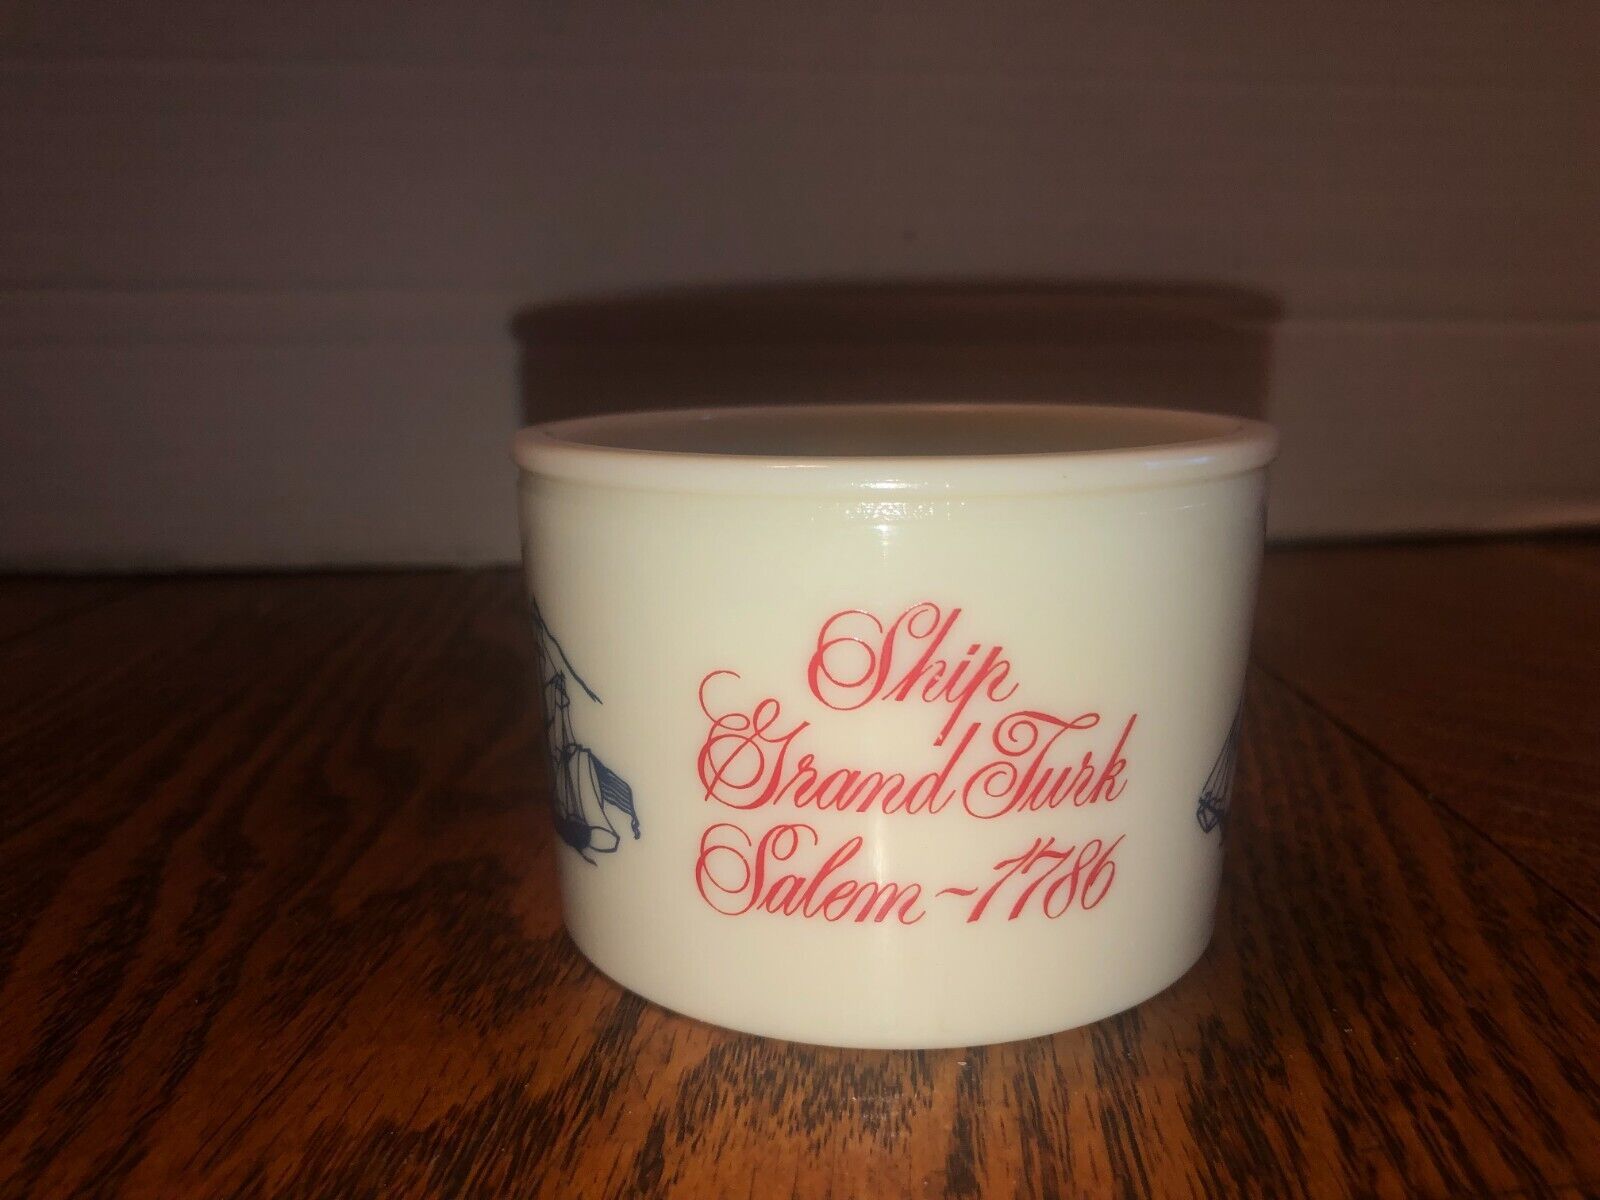 Ship
Grand Turk
Salem ~ 1786